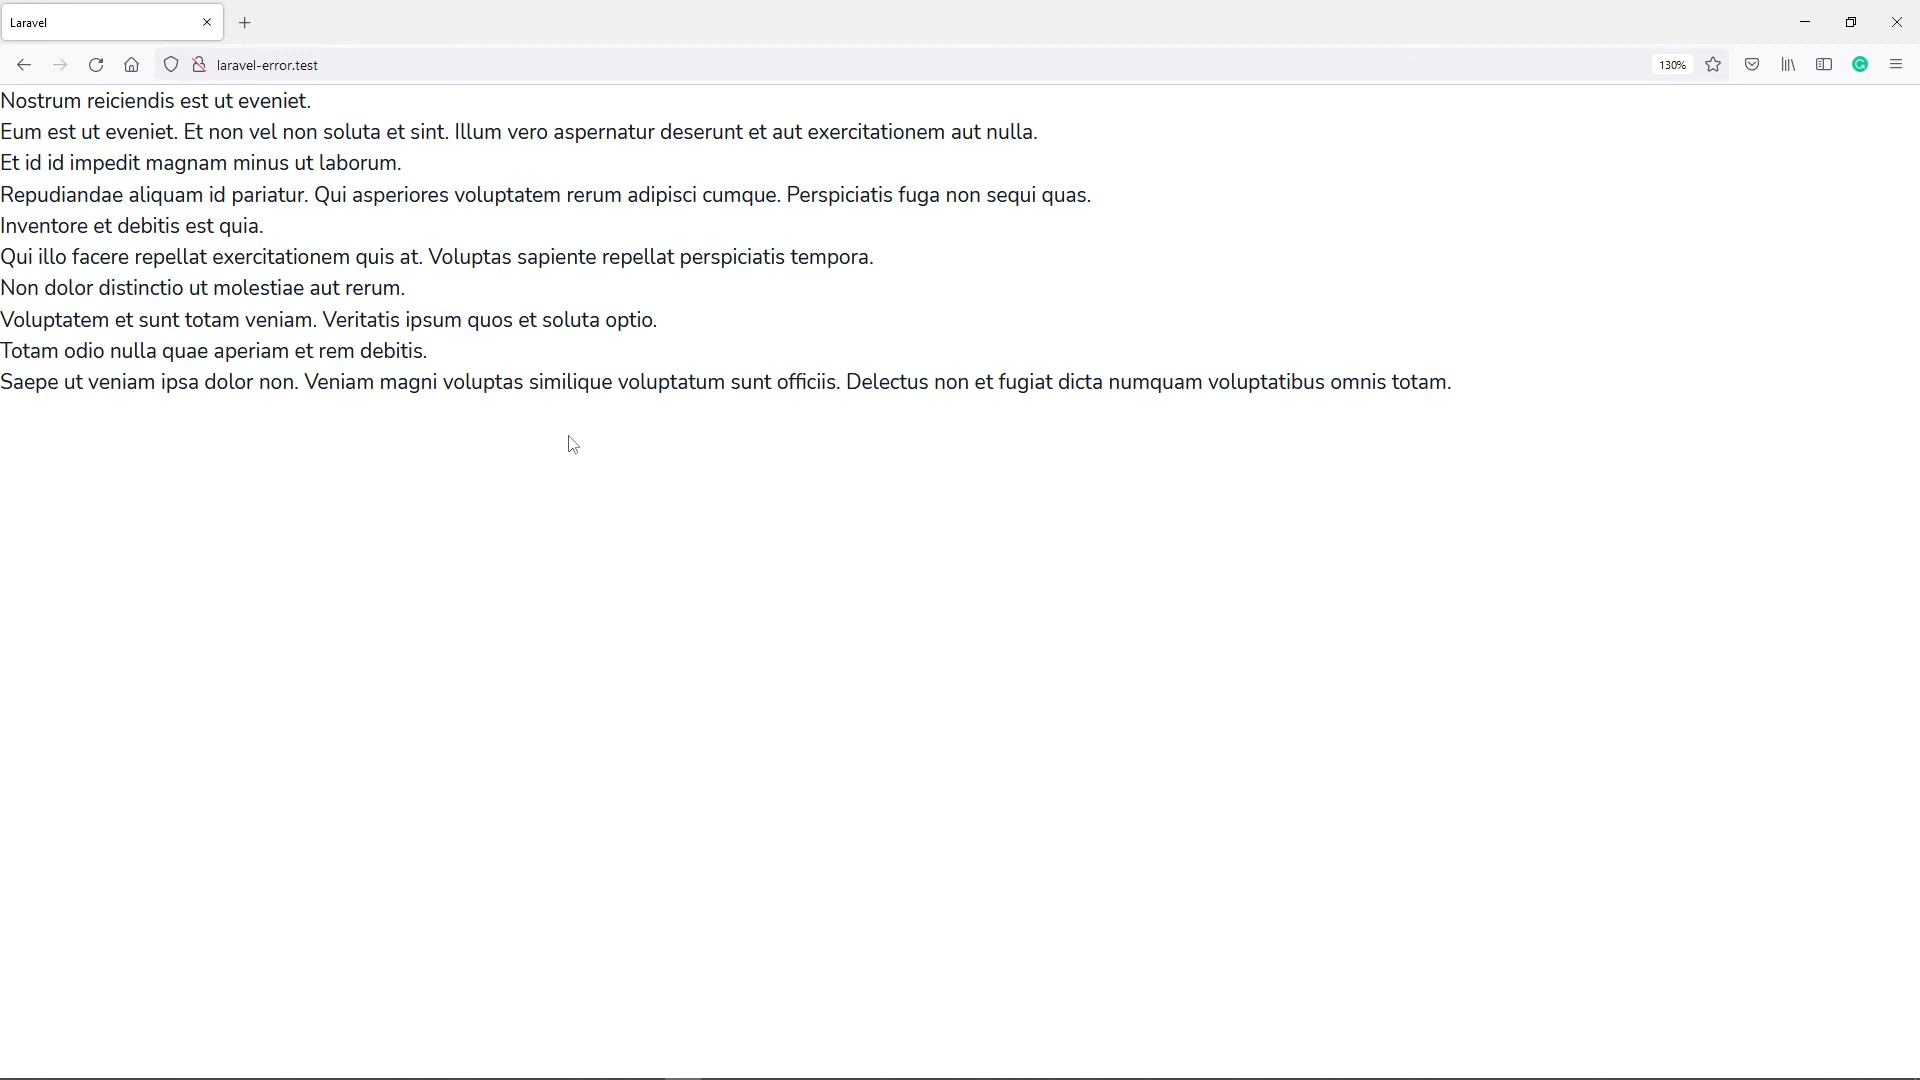 Laravel
laravel-error.test
130%
Nostrum reiciendis est ut eveniet.
Eum est ut eveniet. Et non vel non soluta et sint. Illum vero aspernatur deserunt et aut exercitationem aut nulla.
Et id id impedit magnam minus ut laborum.
Repudiandae aliquam id pariatur. Qui asperiores voluptatem rerum adipisci cumque. Perspiciatis fuga non sequi quas.
Inventore et debitis est quia.
Qui illo facere repellat exercitationem quis at. Voluptas sapiente repellat perspiciatis tempora.
Non dolor distinctio ut molestiae aut rerum.
Voluptatem et sunt totam veniam. Veritatis ipsum quos et soluta optio.
Totam odio nulla quae aperiam et rem debitis.
Saepe ut veniam ipsa dolor non. Veniam magni voluptas similique voluptatum sunt officiis. Delectus non et fugiat dicta numquam voluptatibus omnis totam.